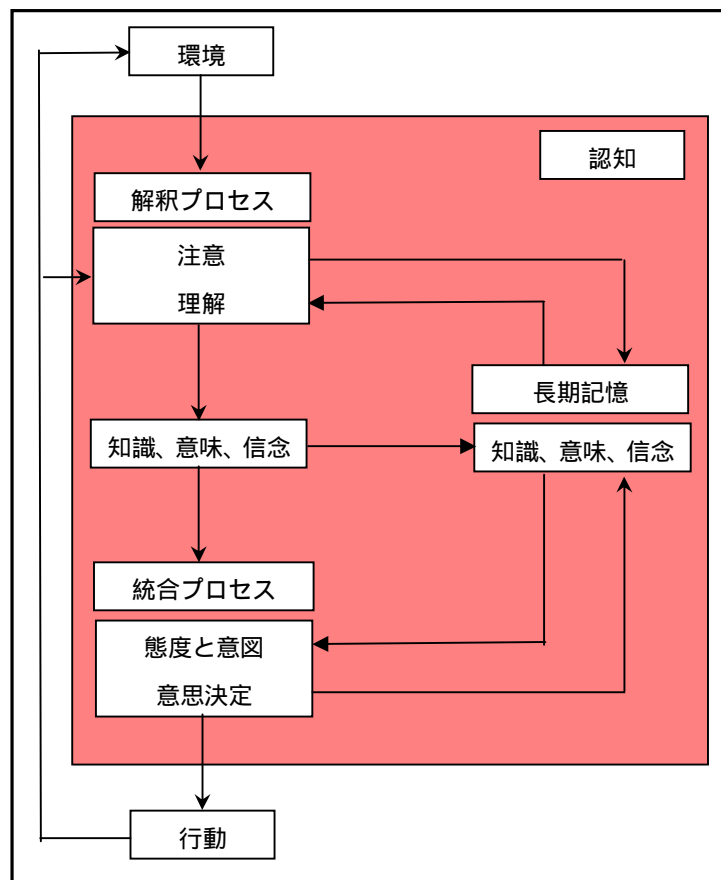 環境
認知
解釈プロセス
注意
理解
長期記憶
知識、意味、信念
知識、意味、信念
統合プロセス
態度と意図
意思決定
行動